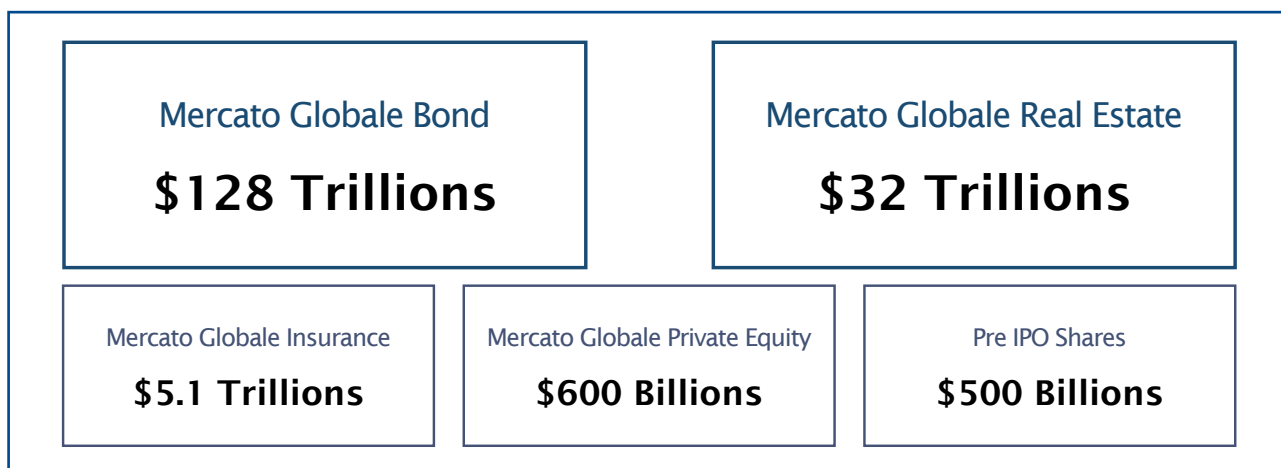 Mercato Globale Bond
$128 Trillions
Mercato Globale Real Estate
$32 Trillions
Mercato Globale Insurance
$5.1 Trillions
Mercato Globale Private Equity
$600 Billions
Pre IPO Shares
$500 Billions